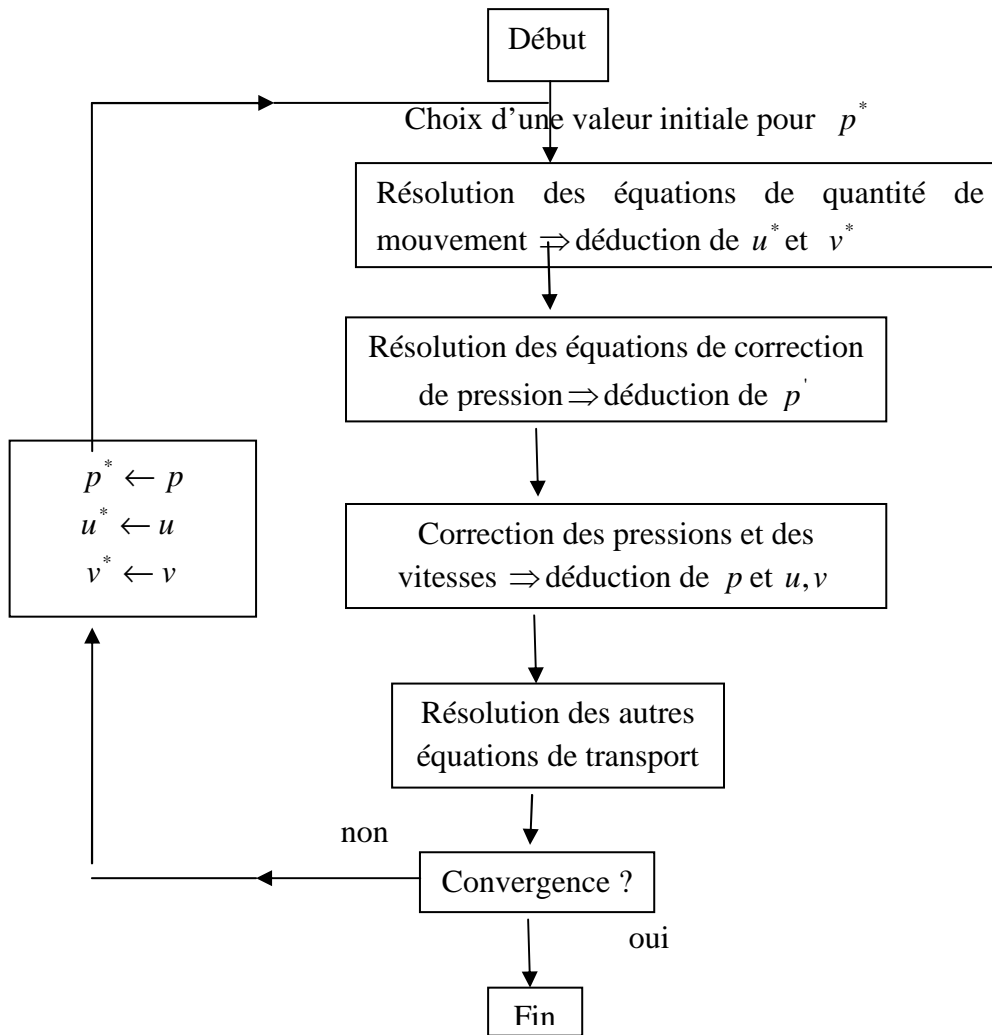 Début
Choix d’une valeur initiale pour p*
Résolution des équations de quantité de
mouvement ⇒ déduction de u* et v*
Résolution des équations de correction
de pression ⇒ déduction de p'
p* ← p
u* ← u
v* ← v
Correction des pressions et des
vitesses ⇒ déduction de p et u, v
Résolution des autres
équations de transport
non
Convergence ?
oui
Fin